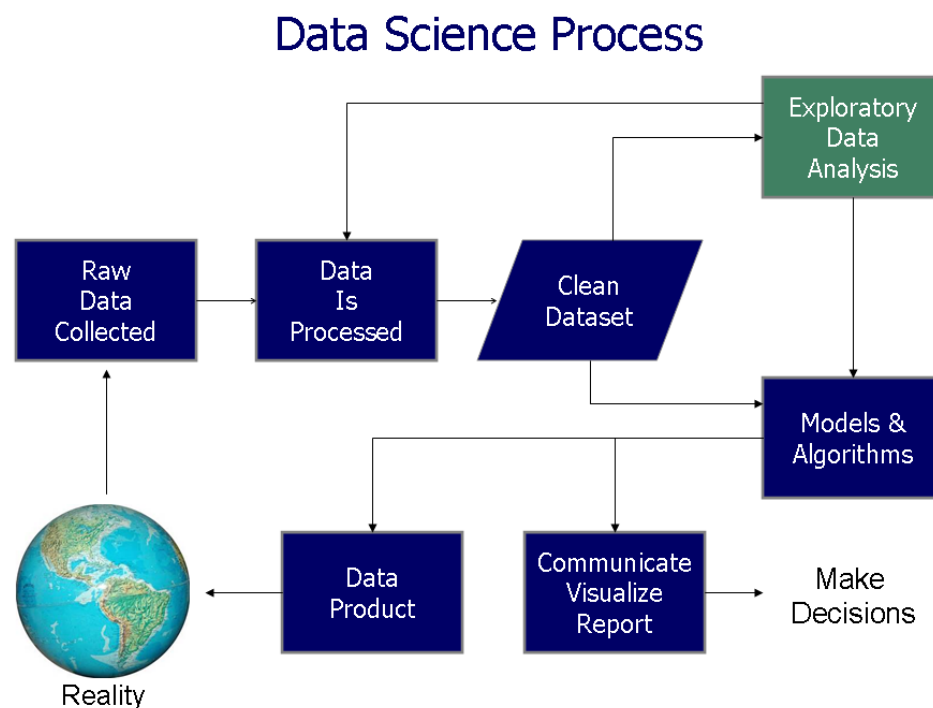 Data Science Process
Exploratory
Data
Analysis
Raw
Data
Collected
Data
Is
Processed
Clean
Dataset
Models &
Algorithms
Data
Product
Communicate
Visualize
Report
Make
Decisions
Reality